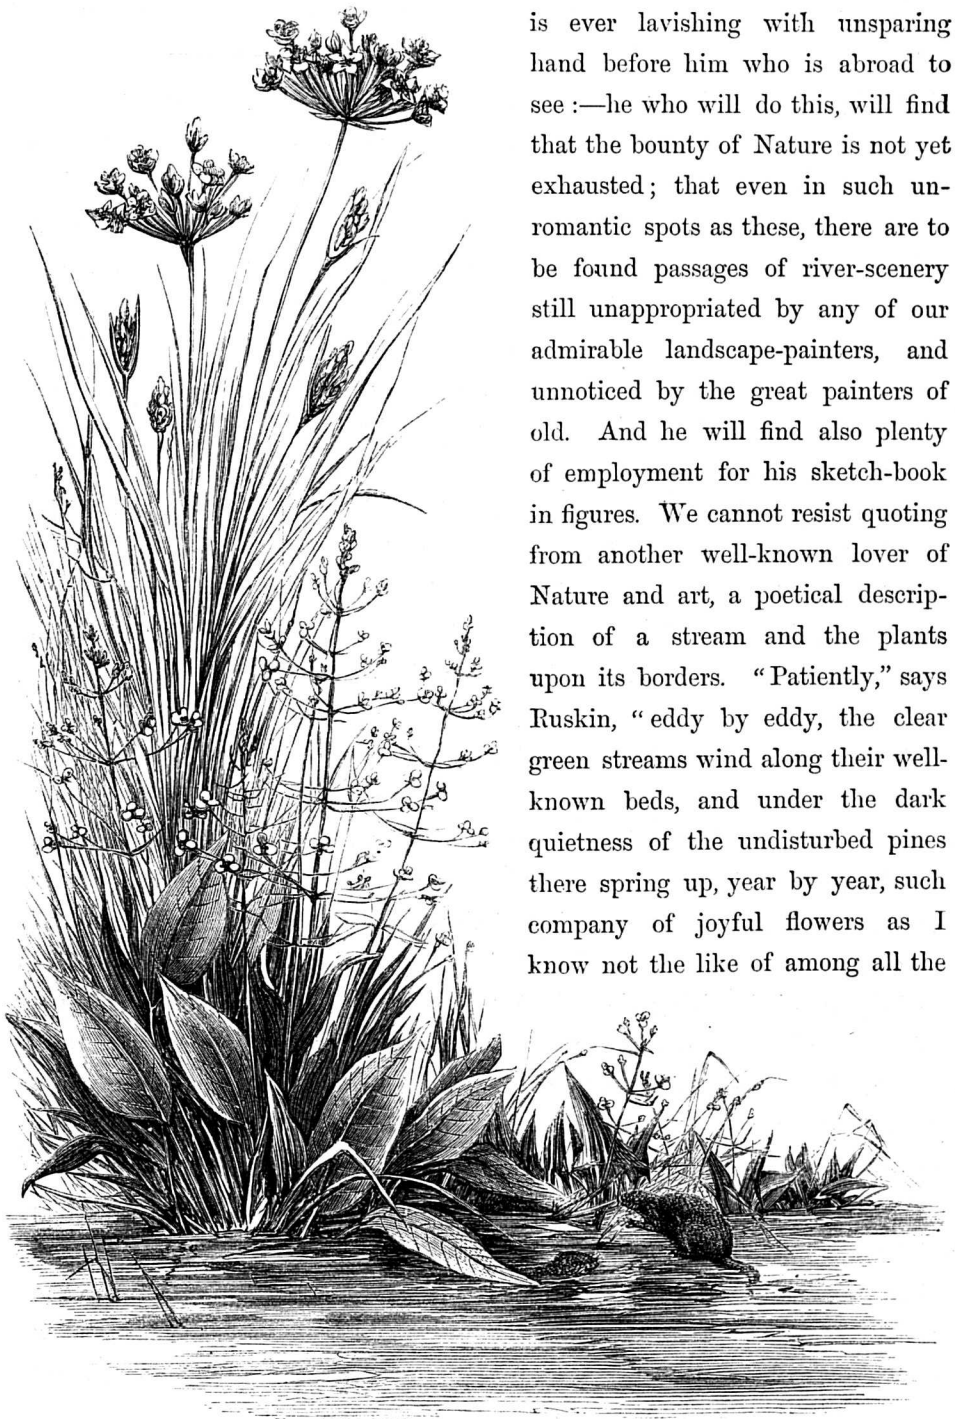 is ever lavishing with unsparing
hand before him who is abroad to
see :—he who will do this, will find
that the bounty of Nature is not yet
exhausted; that even in such un-
romantic spots as these, there are to
be found passages of river-scenery
still unappropriated by any of our
admirable landscape-painters, and
unnoticed by the great painters of
old. And he will find also plenty
of employment for his sketch-book
in figures. We cannot resist quoting
from another well-known lover of
Nature and art, a poetical descrip-
tion of a stream and the plants
upon its borders. “Patiently,” says
Ruskin, “eddy by eddy, the clear
green streams wind along their well-
known beds, and under the dark
quietness of the undisturbed pines
there spring up, year by year, such
company of joyful flowers as I
know not the like of among all the